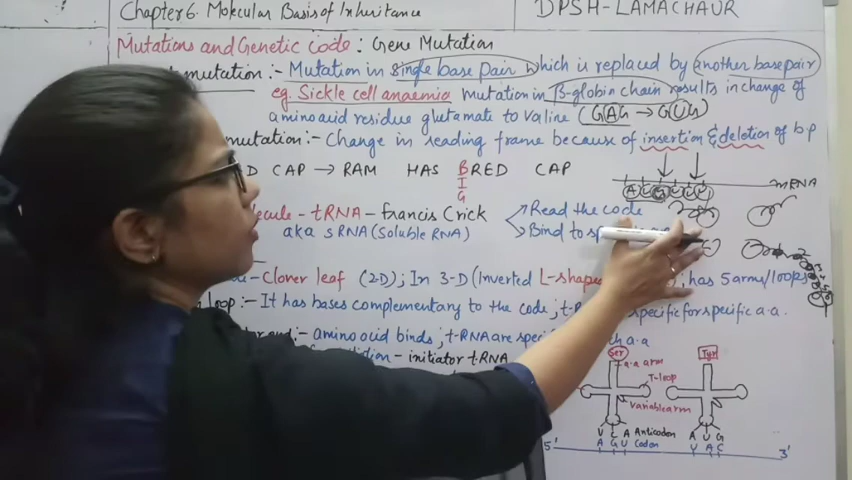 Chapter 6: Molecular Basis of Inheritance
DPSH-LAMACHAUR
Mutations and Genetic code: Gene Mutation
mutation :- Mutation in single base pair which is replaced by another base pair
eg. Sickle cell anaemia mutation in β-globin chain results in change of
amino acid residue glutamate to valine (GAG → GUG)
mutation :- Change in reading frame because of insertion & deletion of b.p
D CAP → RAM HAS BRED CAP
I
G
mRNA
A U G U U U
molecule - tRNA - Francis Crick
Read the code
aka sRNA (Soluble RNA)
Bind to
- Clover leaf (2-D) ; In 3-D (Inverted L-shape, has 5 arms/loops
loop :- It has bases complementary to the code, specific for specific a.a.
end :- amino acid binds ; t-RNA are a.a
- initiator tRNA
Ser
Tyr
a.a arm
T-loop
Variable arm
U C A Anticodon A U G
A G U Codon U A C
5'
3'